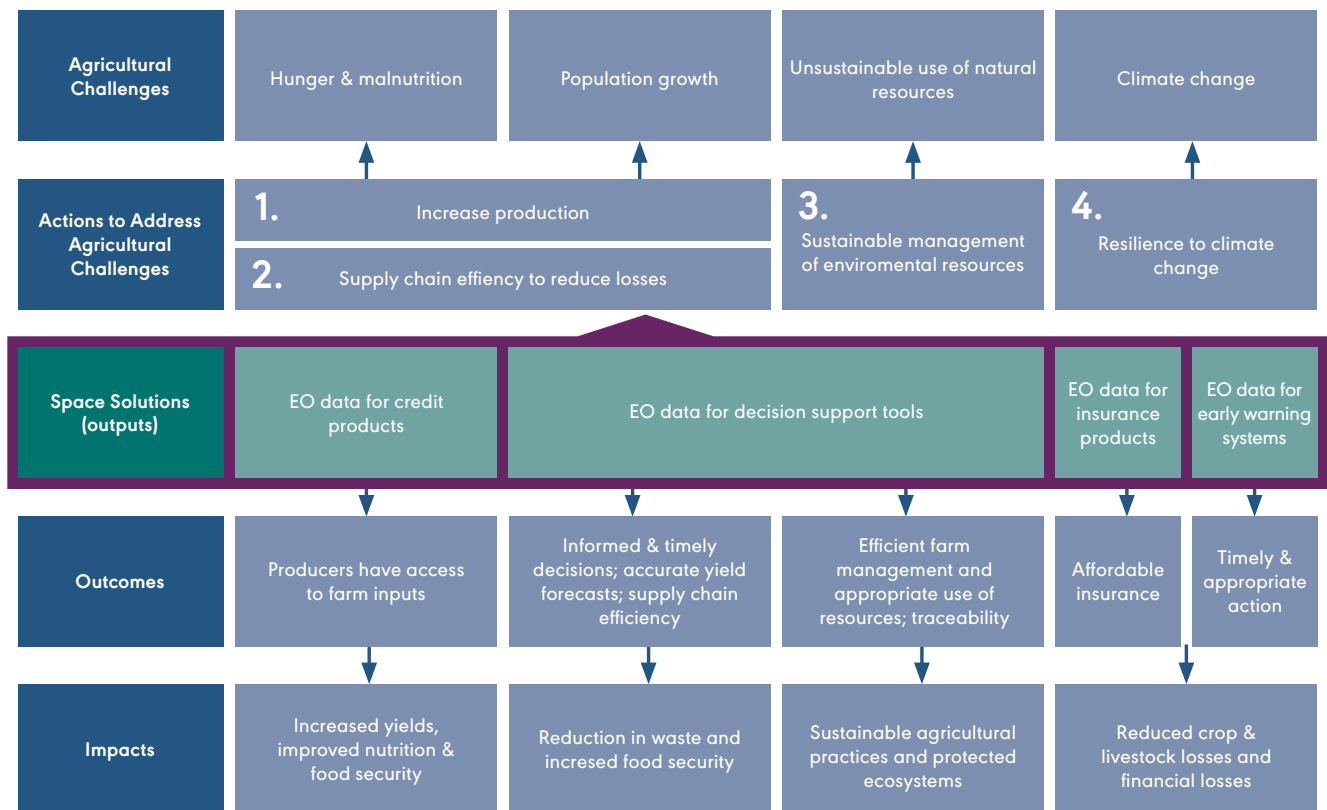 Agricultural
Challenges
Hunger & malnutrition
Population growth
Unsustainable use of natural
resources
Climate change
Actions to Address
Agricultural
Challenges
1.
Increase production
2.
Supply chain effiency to reduce losses
3.
Sustainable management
of enviromental resources
4.
Resilience to climate
change
Space Solutions
(outputs)
EO data for credit
products
EO data for decision support tools
EO data for
insurance
products
EO data for
early warning
systems
Outcomes
Producers have access
to farm inputs
Informed & timely
decisions; accurate yield
forecasts; supply chain
efficiency
Efficient farm
management and
appropriate use of
resources; traceability
Affordable
insurance
Timely &
appropriate
action
Impacts
Increased yields,
improved nutrition &
food security
Reduction in waste and
incresed food security
Sustainable agricultural
practices and protected
ecosystems
Reduced crop &
livestock losses and
financial losses